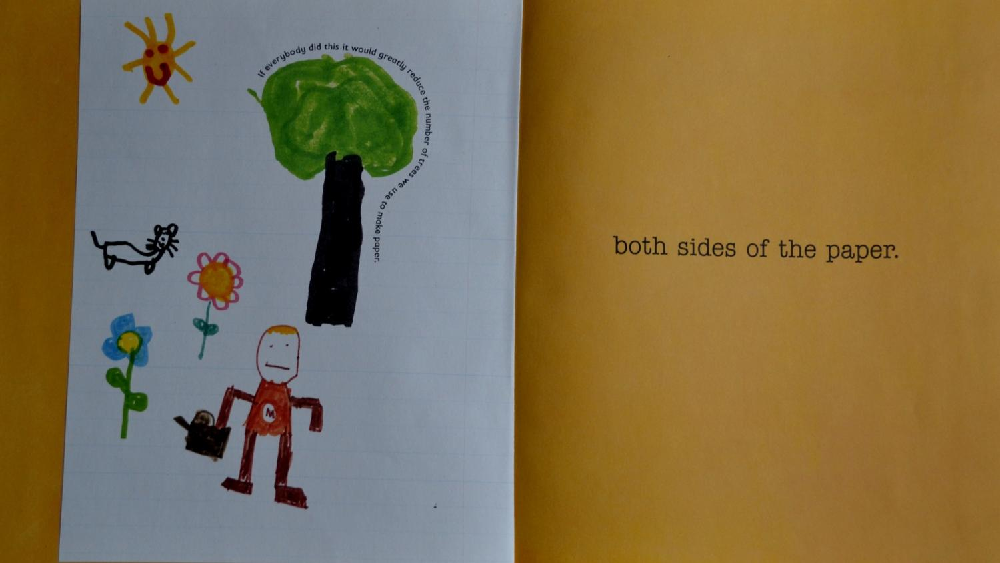 If everybody did this it would greatly reduce the number of trees we use to make paper.
M
both sides of the paper.